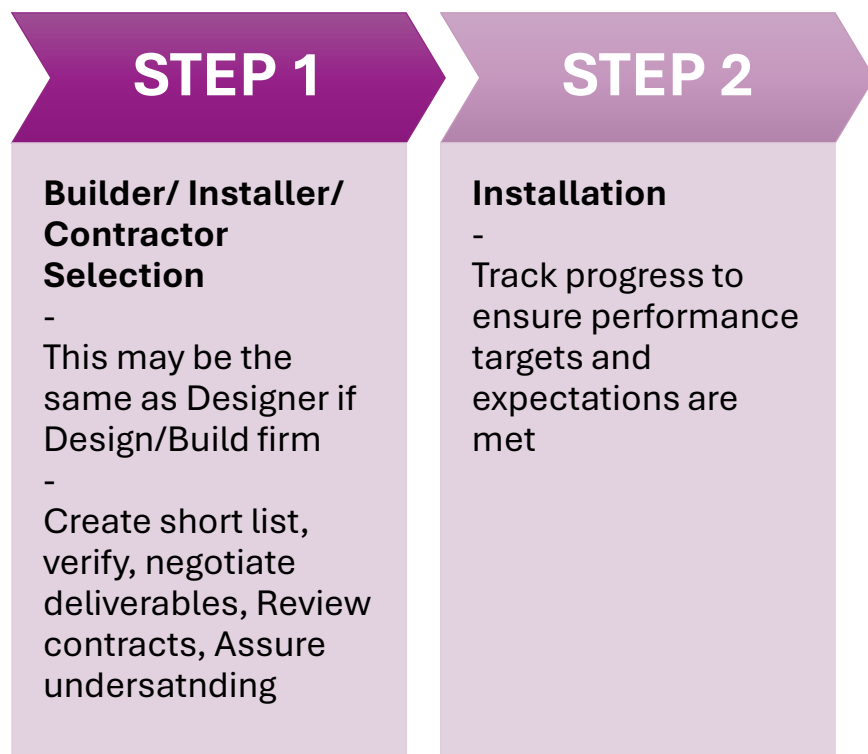 STEP 1
Builder/ Installer/
Contractor
Selection
-
This may be the
same as Designer if
Design/Build firm
-
Create short list,
verify, negotiate
deliverables, Review
contracts, Assure
undersatnding
STEP 2
Installation
-
Track progress to
ensure performance
targets and
expectations are
met